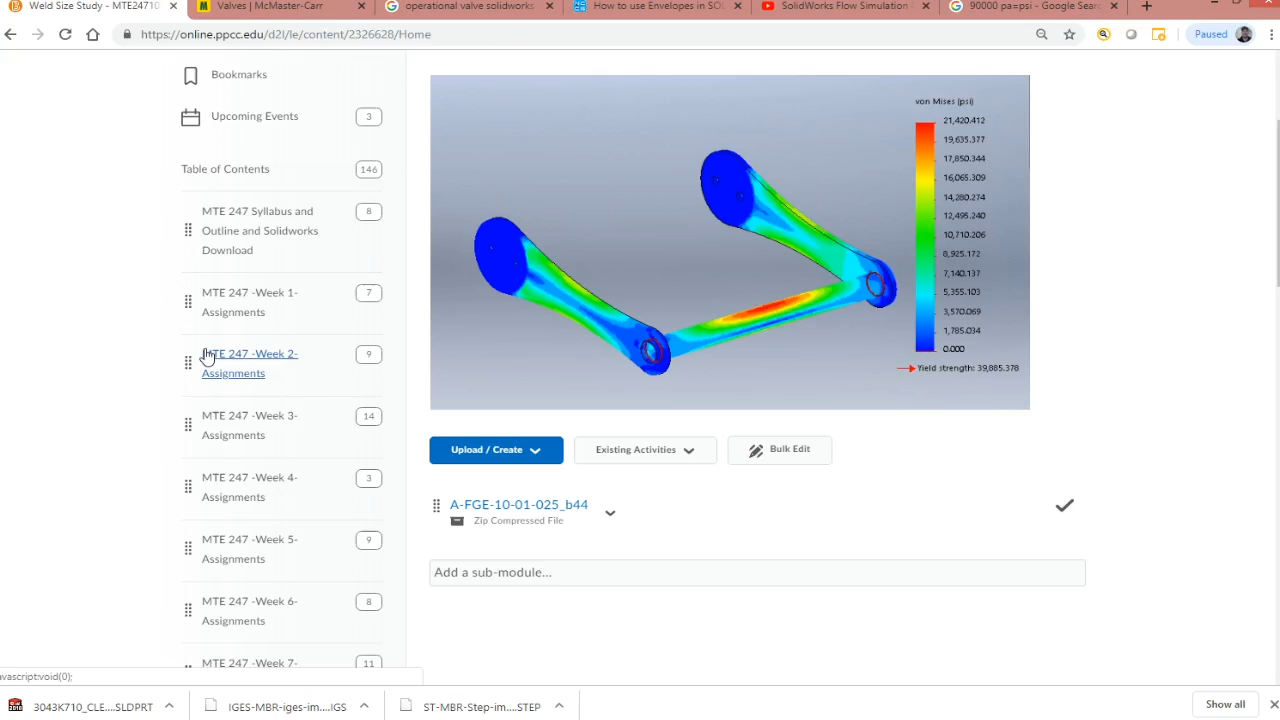 Weld Size Study - MTE24710
Valves | McMaster-Carr
operational valve solidworks
How to use Envelopes in SOL
SolidWorks Flow Simulation
90000 pa=psi - Google Searc
https://online.ppcc.edu/d2l/le/content/2326628/Home
Paused
Bookmarks
Upcoming Events
3
Table of Contents
146
MTE 247 Syllabus and
Outline and Solidworks
Download
8
MTE 247 -Week 1-
Assignments
7
MTE 247 -Week 2-
Assignments
9
MTE 247 -Week 3-
Assignments
14
MTE 247 -Week 4-
Assignments
3
MTE 247 -Week 5-
Assignments
9
MTE 247 -Week 6-
Assignments
8
MTE 247 -Week 7-
11
von Mises (psi)
21,420.412
19,635.377
17,850.344
16,065.309
14,280.274
12,495.240
10,710.206
8,925.172
7,140.137
5,355.103
3,570.069
1,785.034
0.000
Yield strength: 39,885.378
Upload / Create
Existing Activities
Bulk Edit
A-FGE-10-01-025_b44
Zip Compressed File
Add a sub-module...
avascript:void(0);
3043K710_CLE....SLDPRT
IGES-MBR-iges-im....IGS
ST-MBR-Step-im....STEP
Show all